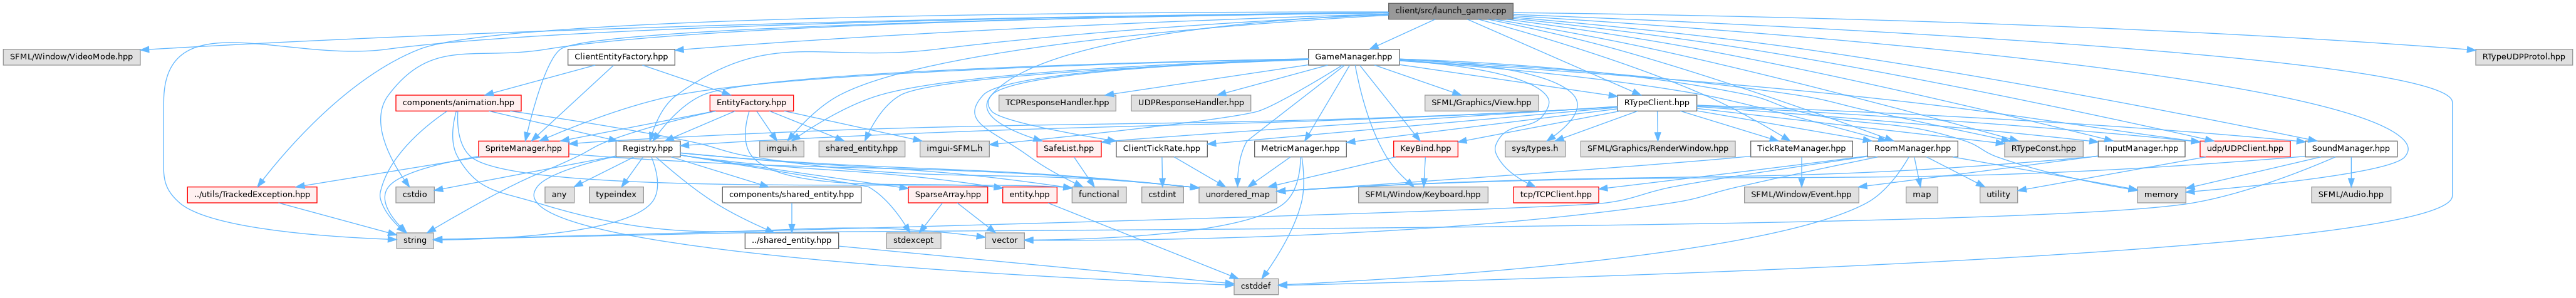 client/src/launch_game.cpp
SFML/Window/VideoMode.hpp
ClientEntityFactory.hpp
GameManager.hpp
RTypeUDPProtol.hpp
components/animation.hpp
EntityFactory.hpp
TCPResponseHandler.hpp
UDPResponseHandler.hpp
SFML/Graphics/View.hpp
RTypeClient.hpp
SpriteManager.hpp
Registry.hpp
imgui.h
shared_entity.hpp
imgui-SFML.h
SafeList.hpp
ClientTickRate.hpp
MetricManager.hpp
KeyBind.hpp
sys/types.h
SFML/Graphics/RenderWindow.hpp
TickRateManager.hpp
RoomManager.hpp
RTypeConst.hpp
InputManager.hpp
udp/UDPClient.hpp
SoundManager.hpp
../utils/TrackedException.hpp
cstdio
any
typeindex
components/shared_entity.hpp
SparseArray.hpp
entity.hpp
functional
cstdint
unordered_map
SFML/Window/Keyboard.hpp
tcp/TCPClient.hpp
SFML/Window/Event.hpp
map
utility
memory
SFML/Audio.hpp
string
../shared_entity.hpp
stdexcept
vector
cstddef